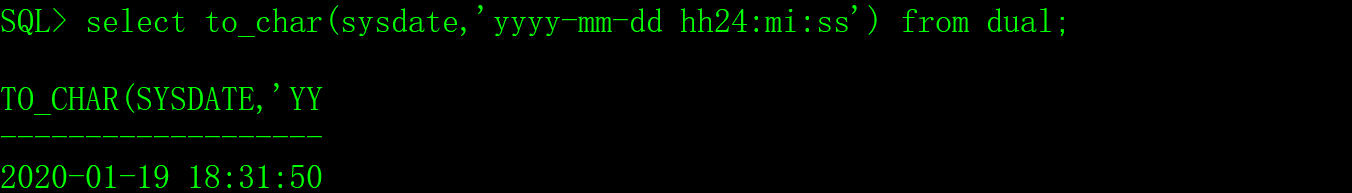 SQL> select to_char(sysdate,'yyyy-mm-dd hh24:mi:ss') from dual;
TO_CHAR(SYSDATE,'YY
-------------------
2020-01-19 18:31:50